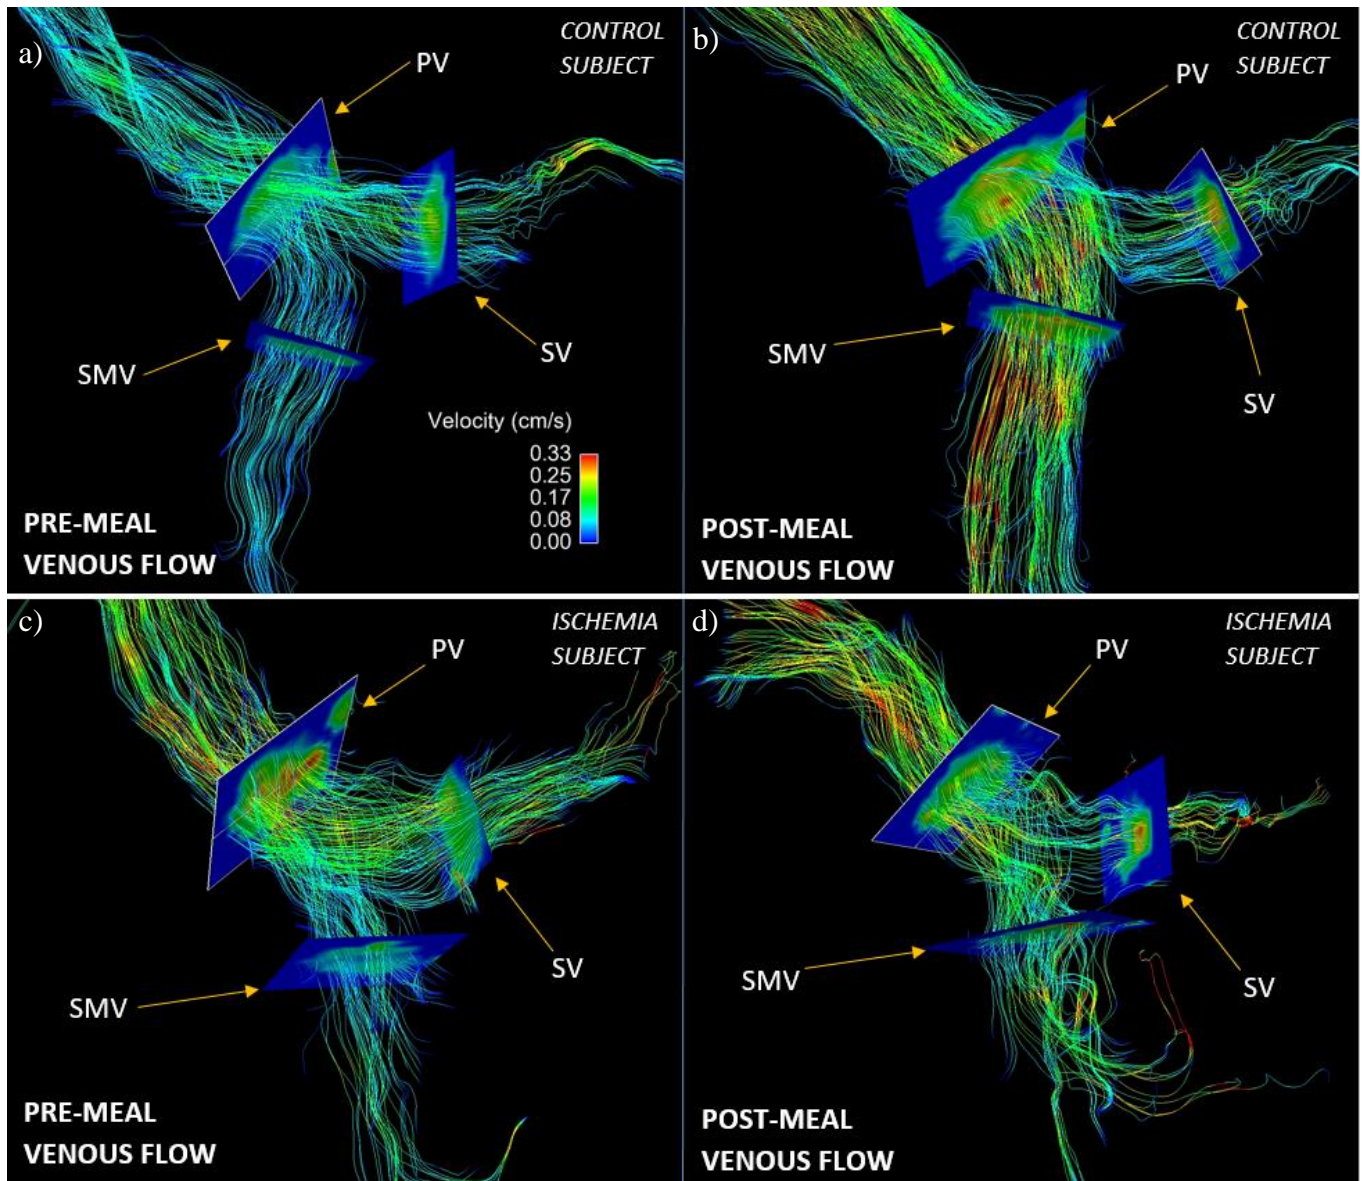 a)
CONTROL
SUBJECT
PV
SMV
SV
Velocity (cm/s)
0.33
0.25
0.17
0.08
0.00
PRE-MEAL
VENOUS FLOW
b)
CONTROL
SUBJECT
PV
SMV
SV
POST-MEAL
VENOUS FLOW
c)
ISCHEMIA
SUBJECT
PV
SV
SMV
PRE-MEAL
VENOUS FLOW
d)
ISCHEMIA
SUBJECT
PV
SMV
SV
POST-MEAL
VENOUS FLOW